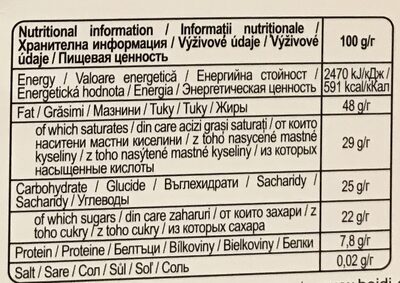 Nutritional information / Informații nutriționale /
Хранителна информация / Výživové údaje / Výživové
údaje / Пищевая ценность
100 g/г
Energy / Valoare energetică / Енергийна стойност /
Energetická hodnota / Energia / Энергетическая ценность
2470 kJ/кДж /
591 kcal/кКал
Fat / Grăsimi / Мазнини / Tuky / Tuky / Жиры
48 g/г
of which saturates / din care acizi grași saturați / от които
наситени мастни киселини / z toho nasycené mastné
kyseliny / z toho nasýtené mastné kyseliny / из которых
насыщенные кислоты
29 g/г
Carbohydrate / Glucide / Въглехидрати / Sacharidy /
Sacharidy / Углеводы
25 g/г
of which sugars / din care zaharuri / от които захари / z
toho cukry / z toho cukry / из которых сахара
22 g/г
Protein / Proteine / Белтъци / Bílkoviny / Bielkoviny / Белки
7,8 g/г
Salt / Sare / Сол / Sůl / Soľ / Соль
0,02 g/г